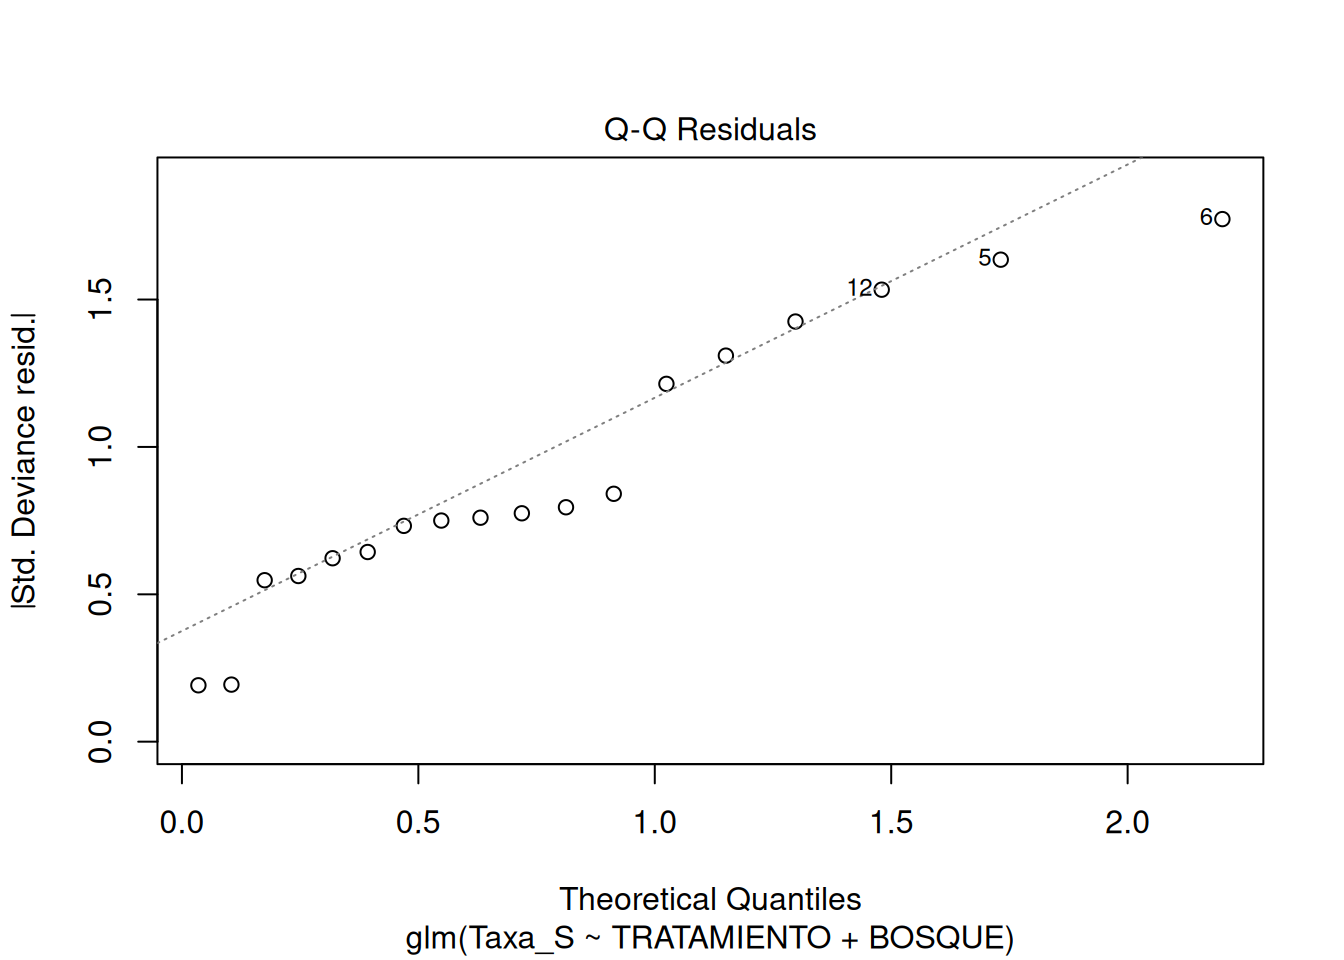 Q-Q Residuals
|Std. Deviance resid.|
1.5
1.0
0.5
0.0
6
5
12
0.0 0.5 1.0 1.5 2.0
Theoretical Quantiles
glm(Taxa_S ~ TRATAMIENTO + BOSQUE)